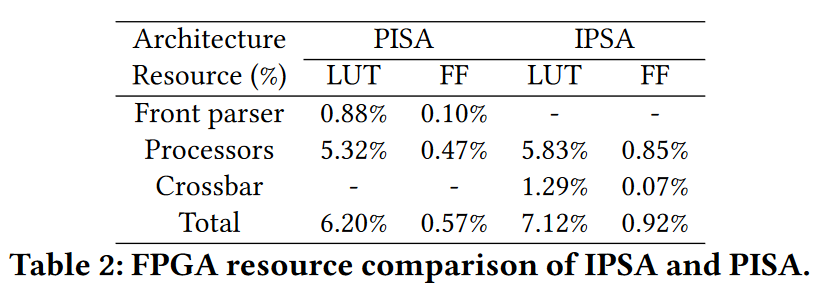 Architecture PISA IPSA
Resource (%) LUT FF LUT FF
Front parser 0.88% 0.10% - -
Processors 5.32% 0.47% 5.83% 0.85%
Crossbar - - 1.29% 0.07%
Total 6.20% 0.57% 7.12% 0.92%
Table 2: FPGA resource comparison of IPSA and PISA.